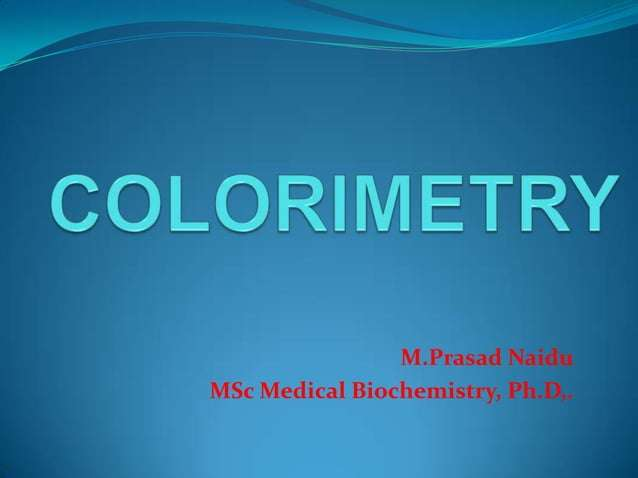 COLORIMETRY
M.Prasad Naidu
MSc Medical Biochemistry, Ph.D,.